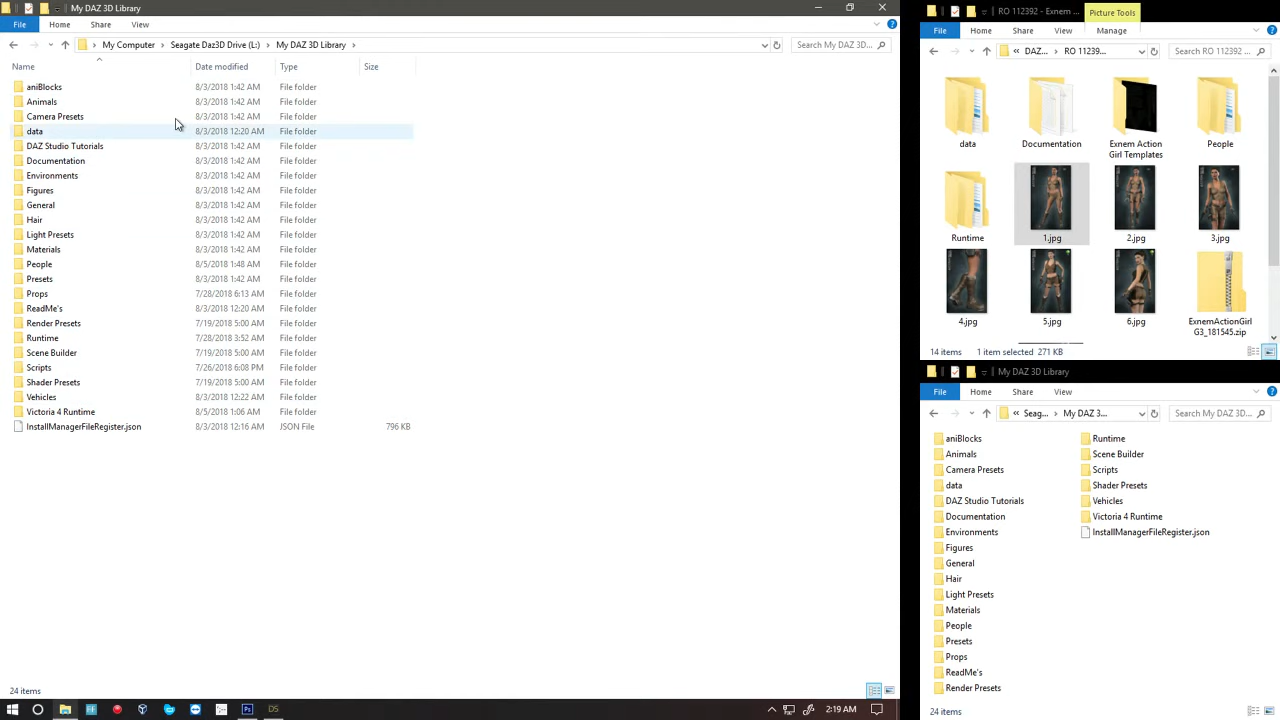 My DAZ 3D Library
File Home Share View
My Computer Seagate Daz3D Drive (L:) My DAZ 3D Library
Search My DAZ 3D...
Name Date modified Type Size
aniBlocks 8/3/2018 1:42 AM File folder
Animals 8/3/2018 1:42 AM File folder
Camera Presets 8/3/2018 1:42 AM File folder
data 8/3/2018 12:20 AM File folder
DAZ Studio Tutorials 8/3/2018 1:42 AM File folder
Documentation 8/3/2018 1:42 AM File folder
Environments 8/3/2018 1:42 AM File folder
Figures 8/3/2018 1:42 AM File folder
General 8/3/2018 1:42 AM File folder
Hair 8/3/2018 1:42 AM File folder
Light Presets 8/3/2018 1:42 AM File folder
Materials 8/3/2018 1:42 AM File folder
People 8/5/2018 1:48 AM File folder
Presets 8/3/2018 1:42 AM File folder
Props 7/28/2018 6:13 AM File folder
ReadMe's 8/3/2018 12:20 AM File folder
Render Presets 7/19/2018 5:00 AM File folder
Runtime 7/28/2018 3:52 AM File folder
Scene Builder 7/19/2018 5:00 AM File folder
Scripts 7/26/2018 6:08 PM File folder
Shader Presets 7/19/2018 5:00 AM File folder
Vehicles 8/3/2018 12:22 AM File folder
Victoria 4 Runtime 8/5/2018 1:06 AM File folder
InstallManagerFileRegister.json 8/3/2018 12:16 AM JSON File 796 KB
24 items
2:19 AM
RO 112392 - Exnem ... Picture Tools
File Home Share View Manage
« DAZ... RO 11239... Search RO 112392 ...
data Documentation Exnem Action People
Girl Templates
Runtime 1.jpg 2.jpg 3.jpg
4.jpg 5.jpg 6.jpg ExnemActionGirl
G3_181545.zip
14 items 1 item selected 271 KB
My DAZ 3D Library
File Home Share View
« Seag... My DAZ 3... Search My DAZ 3D...
aniBlocks
Animals
Camera Presets
data
DAZ Studio Tutorials
Documentation
Environments
Figures
General
Hair
Light Presets
Materials
People
Presets
Props
ReadMe's
Render Presets
Runtime
Scene Builder
Scripts
Shader Presets
Vehicles
Victoria 4 Runtime
InstallManagerFileRegister.json
24 items